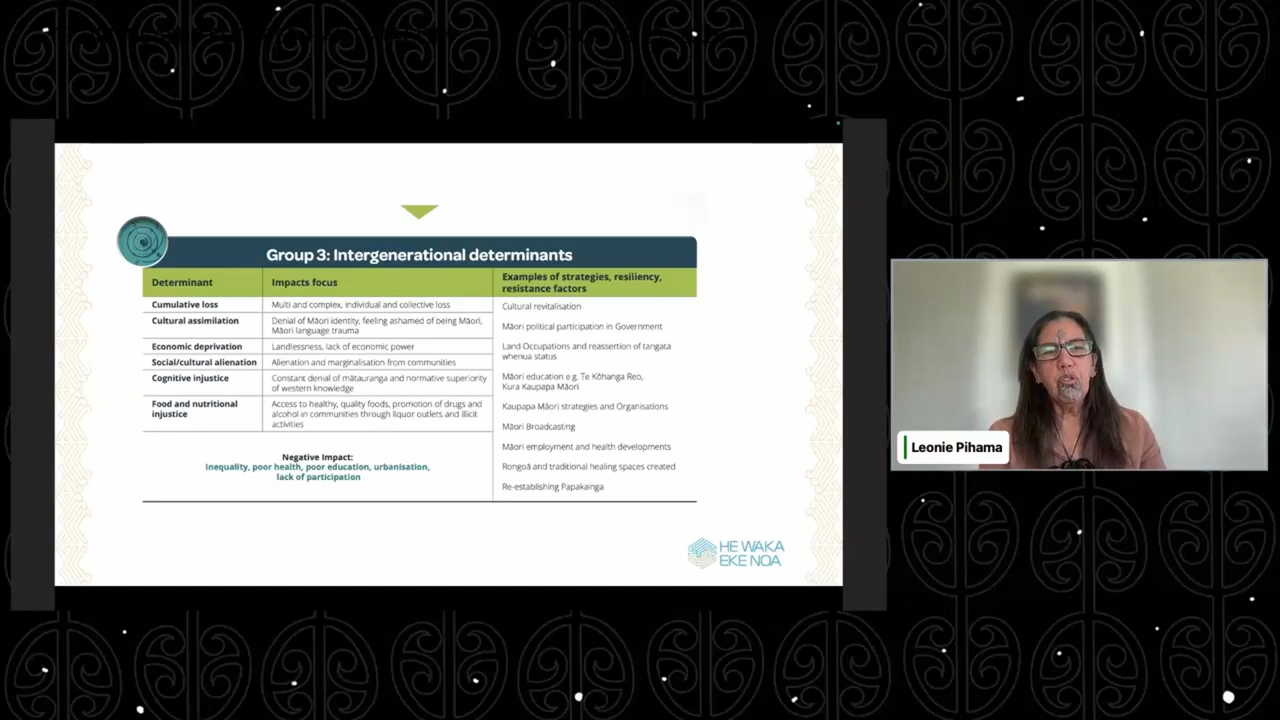 Group 3: Intergenerational determinants
Determinant
Impacts focus
Examples of strategies, resiliency,
resistance factors
Cumulative loss
Multi and complex, individual and collective loss
Cultural assimilation
Denial of Māori identity, feeling ashamed of being Māori,
Māori language trauma
Economic deprivation
Landlessness, lack of economic power
Social/cultural alienation
Alienation and marginalisation from communities
Cognitive injustice
Constant denial of mātauranga and normative superiority
of western knowledge
Food and nutritional
injustice
Access to healthy, quality foods, promotion of drugs and
alcohol in communities through liquor outlets and illicit
activities
Negative Impact:
Inequality, poor health, poor education, urbanisation,
lack of participation
Cultural revitalisation
Māori political participation in Government
Land Occupations and reassertion of tangata
whenua status
Māori education e.g. Te Kōhanga Reo,
Kura Kaupapa Māori
Kaupapa Māori strategies and Organisations
Māori Broadcasting
Māori employment and health developments
Rongoā and traditional healing spaces created
Re-establishing Papakainga
HE WAKA
EKE NOA
Leonie Pihama